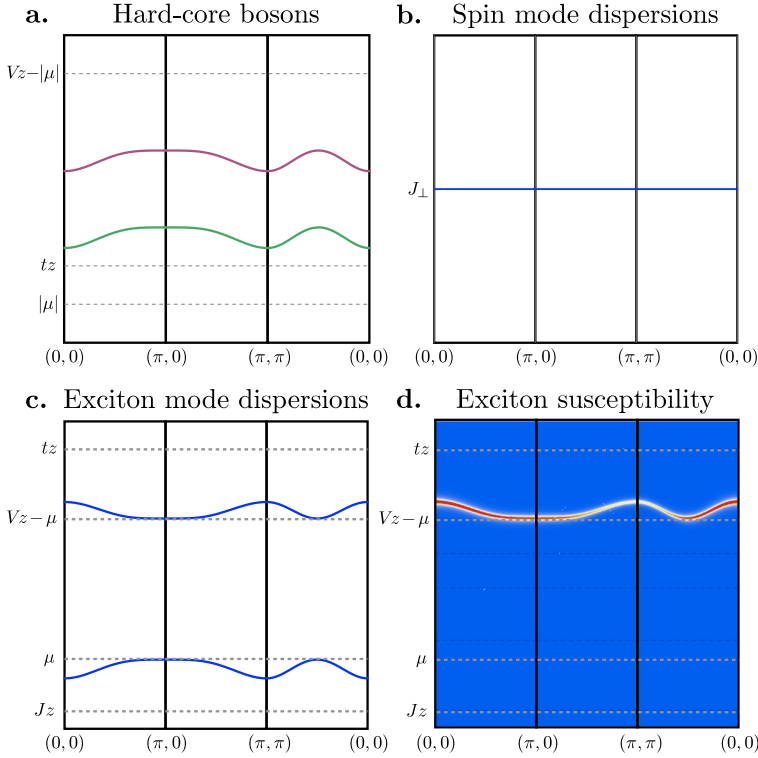 a. Hard-core bosons
Vz−|μ|
tz
|μ|
(0,0) (π,0) (π,π) (0,0)
b. Spin mode dispersions
J⊥
(0,0) (π,0) (π,π) (0,0)
c. Exciton mode dispersions
tz
Vz−μ
μ
Jz
(0,0) (π,0) (π,π) (0,0)
d. Exciton susceptibility
tz
Vz−μ
μ
Jz
(0,0) (π,0) (π,π) (0,0)